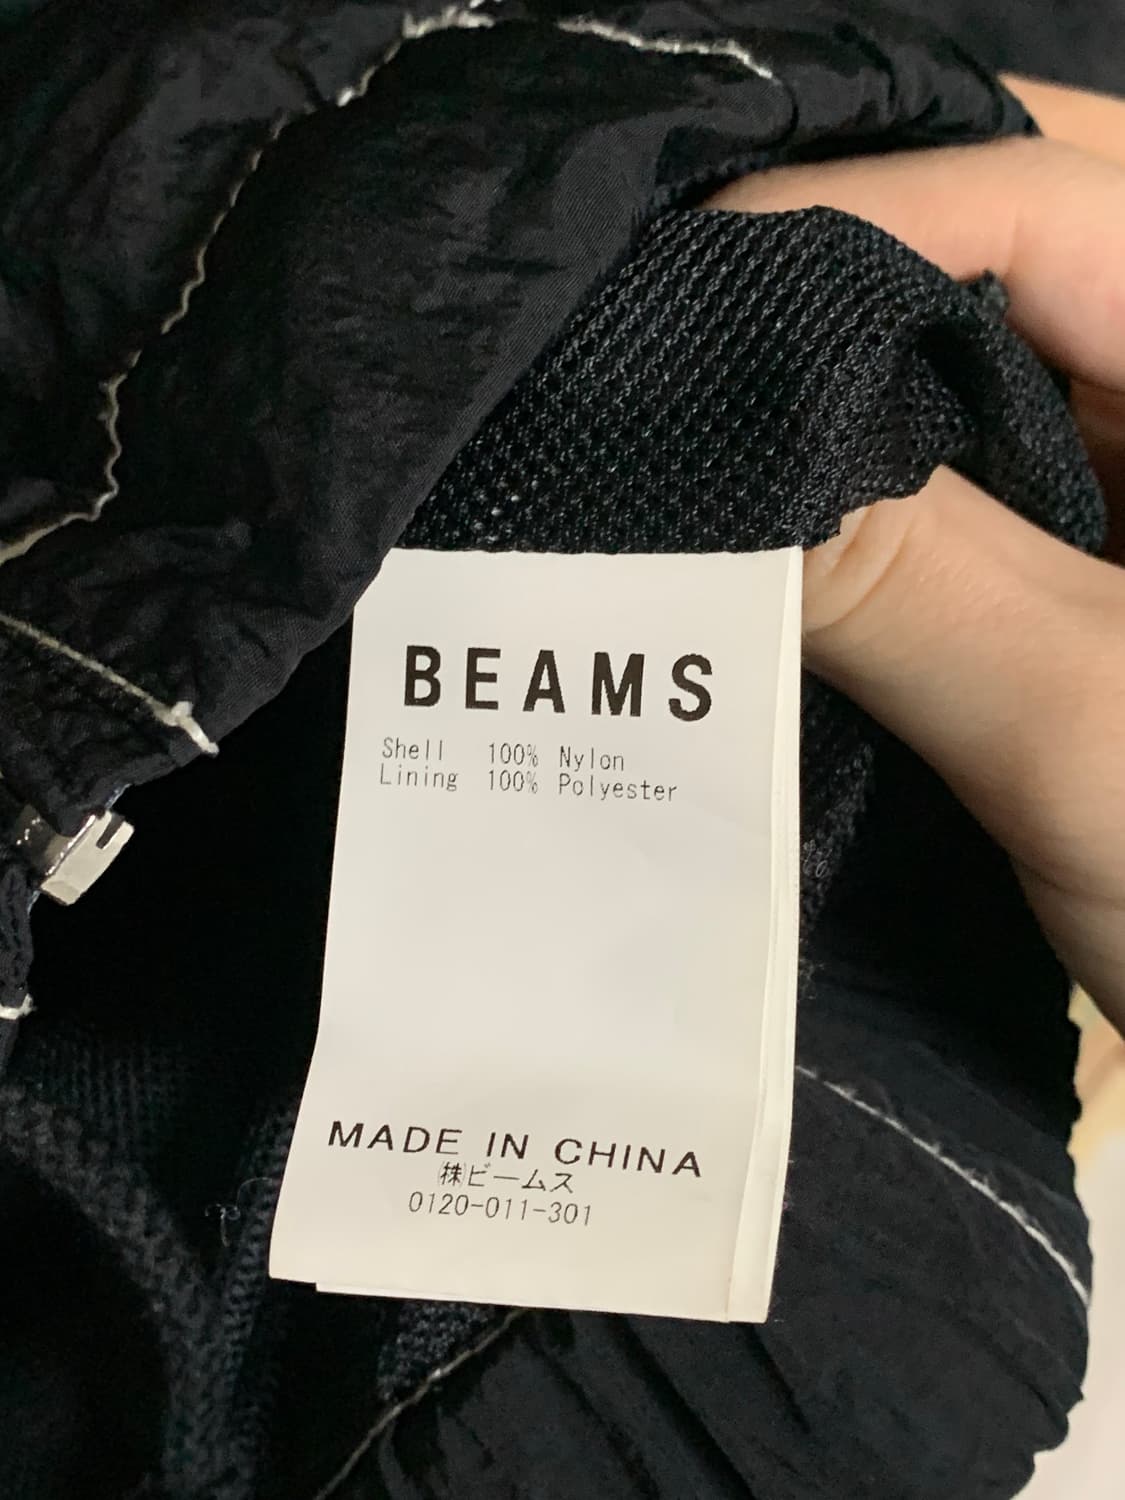 BEAMS
Shell 100% Nylon
Lining 100% Polyester
MADE IN CHINA
㈱ビームス
0120-011-301